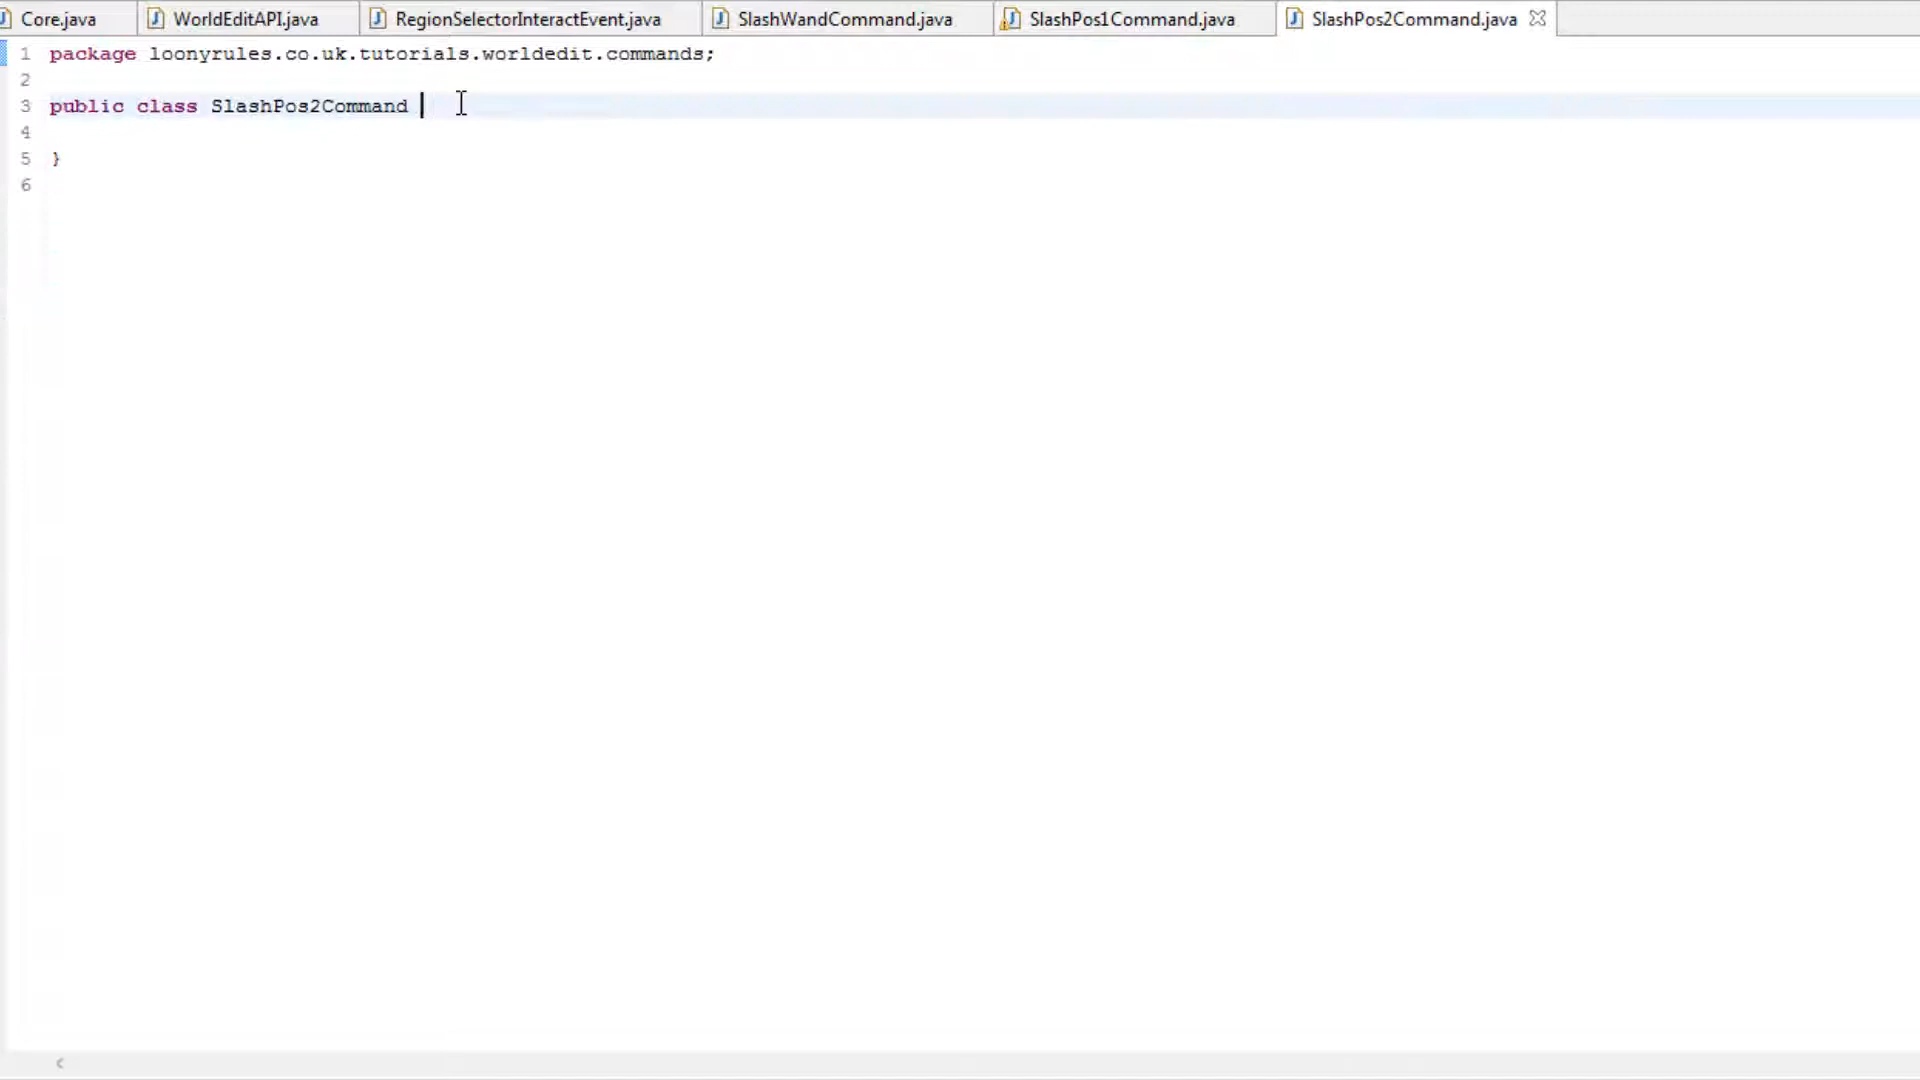 Core.java WorldEditAPI.java RegionSelectorInteractEvent.java SlashWandCommand.java SlashPos1Command.java SlashPos2Command.java
1 package loonyrules.co.uk.tutorials.worldedit.commands;
2
3 public class SlashPos2Command
4
5 }
6